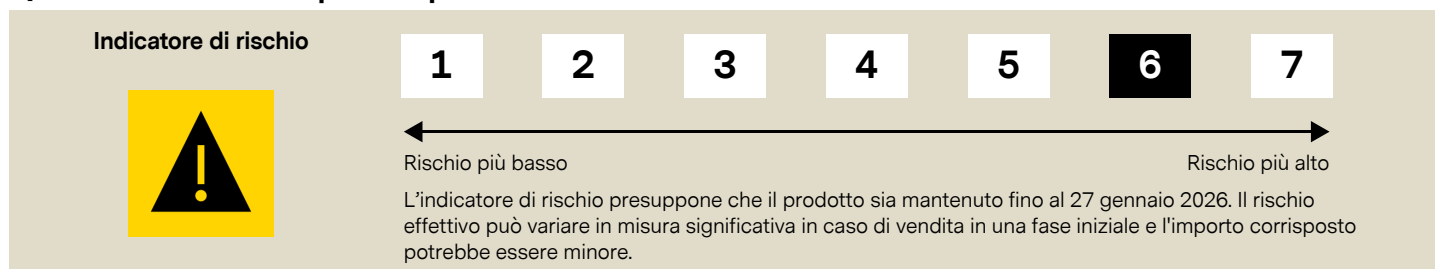 Indicatore di rischio
1 2 3 4 5 6 7
Rischio più basso Rischio più alto
L'indicatore di rischio presuppone che il prodotto sia mantenuto fino al 27 gennaio 2026. Il rischio
effettivo può variare in misura significativa in caso di vendita in una fase iniziale e l'importo corrisposto
potrebbe essere minore.